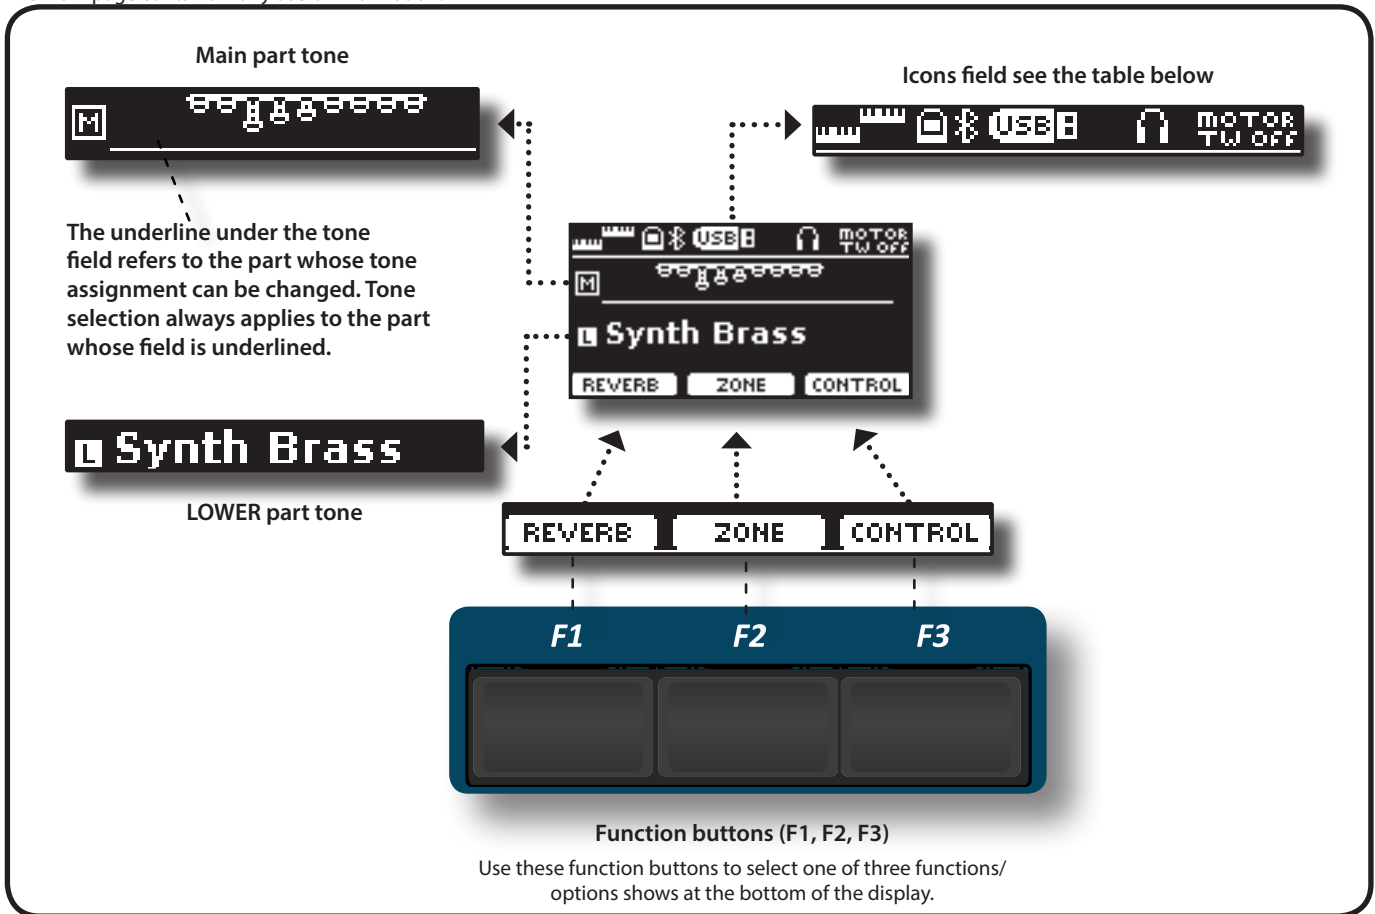 Main part tone
Icons field see the table below
M
USB
MOTOR
TW OFF
The underline under the tone
field refers to the part whose tone
assignment can be changed. Tone
selection always applies to the part
whose field is underlined.
USB
MOTOR
TW OFF
M
L Synth Brass
REVERB ZONE CONTROL
L Synth Brass
LOWER part tone
REVERB ZONE CONTROL
F1 F2 F3
Function buttons (F1, F2, F3)
Use these function buttons to select one of three functions/
options shows at the bottom of the display.